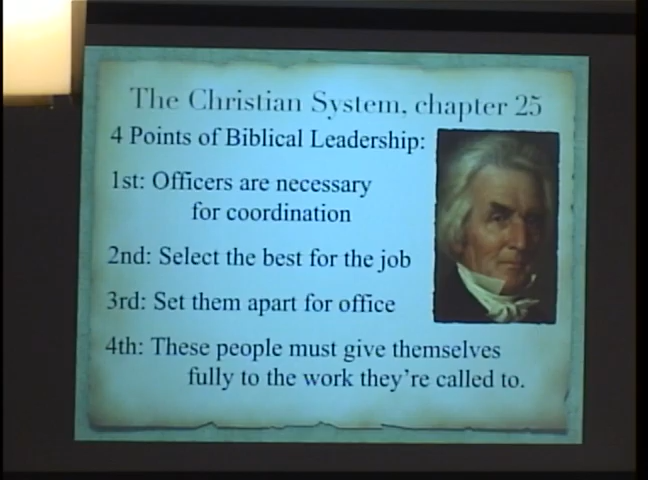 The Christian System, chapter 25
4 Points of Biblical Leadership:
1st: Officers are necessary
for coordination
2nd: Select the best for the job
3rd: Set them apart for office
4th: These people must give themselves
fully to the work they're called to.